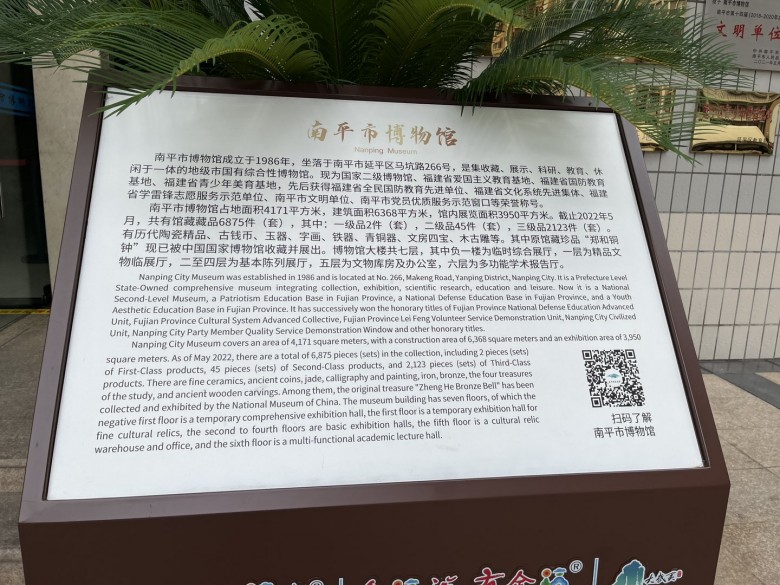 文明单位
南平市博物馆
Nanping Museum
南平市博物馆成立于1986年，坐落于南平市延平区马坑路266号，是集收藏、展示、科研、教育、休
闲于一体的地级市国有综合性博物馆。现为国家二级博物馆、福建省爱国主义教育基地、福建省国防教育
基地、福建省青少年美育基地，先后获得福建省全民国防教育先进单位、福建省文化系统先进集体、福建
省学雷锋志愿服务示范单位、南平市文明单位、南平市党员优质服务示范窗口等荣誉称号。
南平市博物馆占地面积4171平方米，建筑面积6368平方米，馆内展览面积3950平方米。截止2022年5
月，共有馆藏藏品6875件（套），其中：一级品2件（套），二级品45件（套），三级品2123件（套）。
有历代陶瓷精品、古钱币、玉器、字画、铁器、青铜器、文房四宝、木古雕等。其中原馆藏珍品“郑和铜
钟”现已被中国国家博物馆收藏并展出。博物馆大楼共七层，其中负一楼为临时综合展厅，一层为精品文
物临展厅，二至四层为基本陈列展厅，五层为文物库房及办公室，六层为多功能学术报告厅。
Nanping City Museum was established in 1986 and is located at No. 266, Makeng Road, Yanping District, Nanping City. It is a Prefecture Level
State-Owned comprehensive museum integrating collection, exhibition, scientific research, education and leisure. Now it is a National
Second-Level Museum, a Patriotism Education Base in Fujian Province, a National Defense Education Base in Fujian Province, and a Youth
Aesthetic Education Base in Fujian Province. It has successively won the honorary titles of Fujian Province National Defense Education Advanced
Unit, Fujian Province Cultural System Advanced Collective, Fujian Province Lei Feng Volunteer Service Demonstration Unit, Nanping City Civilized
Unit, Nanping City Party Member Quality Service Demonstration Window and other honorary titles.
Nanping City Museum covers an area of 4,171 square meters, with a construction area of 6,368 square meters and an exhibition area of 3,950
square meters. As of May 2022, there are a total of 6,875 pieces (sets) in the collection, including 2 pieces (sets)
of First-Class products, 45 pieces (sets) of Second-Class products, and 2,123 pieces (sets) of Third-Class
products. There are fine ceramics, ancient coins, jade, calligraphy and painting, iron, bronze, the four treasures
of the study, and ancient wooden carvings. Among them, the original treasure "Zheng He Bronze Bell" has been
collected and exhibited by the National Museum of China. The museum building has seven floors, of which the
negative first floor is a temporary comprehensive exhibition hall, the first floor is a temporary exhibition hall for
fine cultural relics, the second to fourth floors are basic exhibition halls, the fifth floor is a cultural relic
warehouse and office, and the sixth floor is a multi-functional academic lecture hall.
扫码了解
南平市博物馆